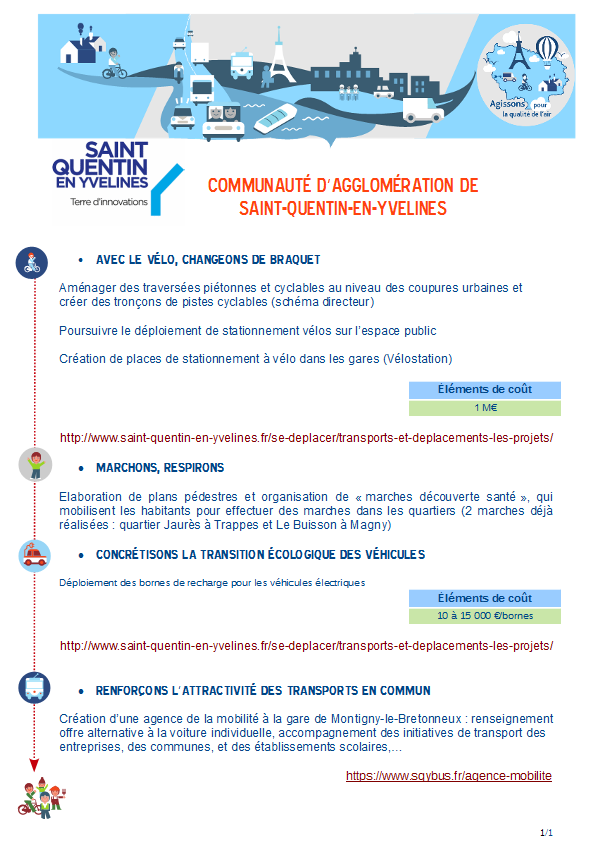 Agissons pour
la qualité de l'air
SAINT
QUENTIN
EN YVELINES
Terre d'innovations
COMMUNAUTÉ D'AGGLOMÉRATION DE
SAINT-QUENTIN-EN-YVELINES
• AVEC LE VÉLO, CHANGEONS DE BRAQUET
Aménager des traversées piétonnes et cyclables au niveau des coupures urbaines et
créer des tronçons de pistes cyclables (schéma directeur)
Poursuivre le déploiement de stationnement vélos sur l'espace public
Création de places de stationnement à vélo dans les gares (Vélostation)
Éléments de coût
1 M€
http://www.saint-quentin-en-yvelines.fr/se-deplacer/transports-et-deplacements-les-projets/
• MARCHONS, RESPIRONS
Elaboration de plans pédestres et organisation de « marches découverte santé », qui
mobilisent les habitants pour effectuer des marches dans les quartiers (2 marches déjà
réalisées : quartier Jaurès à Trappes et Le Buisson à Magny)
• CONCRÉTISONS LA TRANSITION ÉCOLOGIQUE DES VÉHICULES
Déploiement des bornes de recharge pour les véhicules électriques
Éléments de coût
10 à 15 000 €/bornes
http://www.saint-quentin-en-yvelines.fr/se-deplacer/transports-et-deplacements-les-projets/
• RENFORÇONS L'ATTRACTIVITÉ DES TRANSPORTS EN COMMUN
Création d'une agence de la mobilité à la gare de Montigny-le-Bretonneux : renseignement
offre alternative à la voiture individuelle, accompagnement des initiatives de transport des
entreprises, des communes, et des établissements scolaires,...
https://www.sqybus.fr/agence-mobilite
1/1